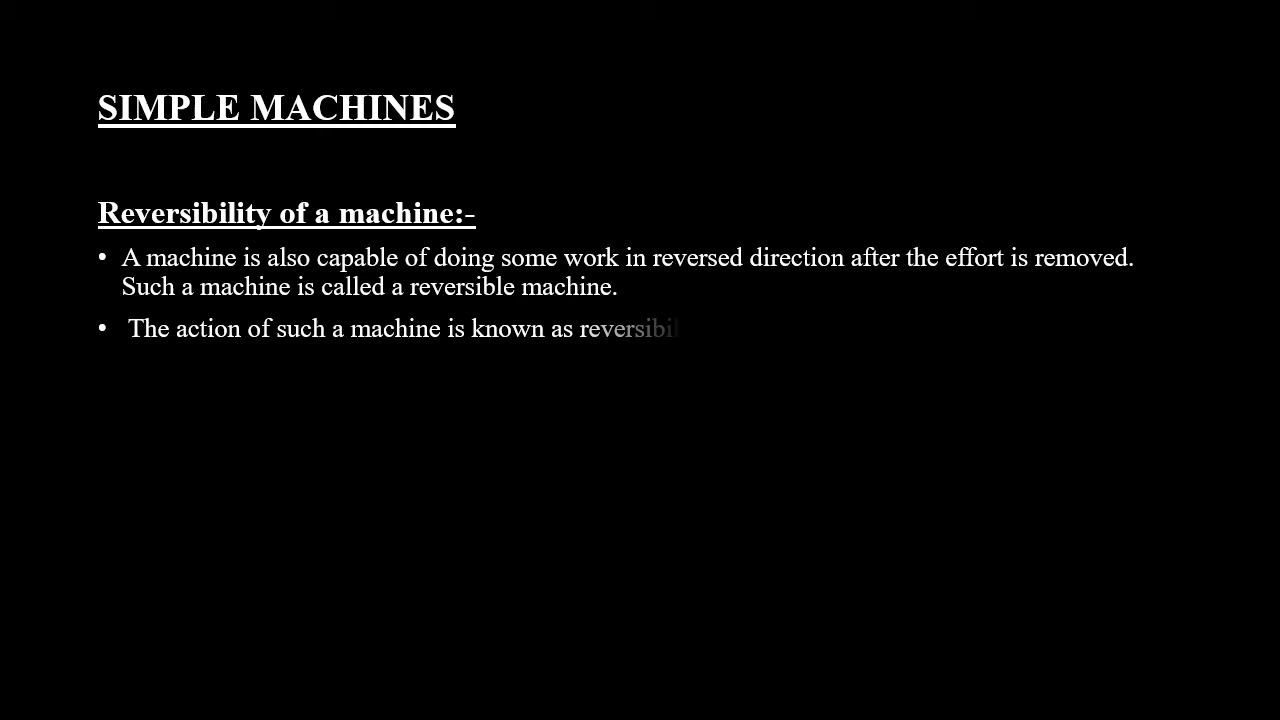 SIMPLE MACHINES
Reversibility of a machine:-
• A machine is also capable of doing some work in reversed direction after the effort is removed.
Such a machine is called a reversible machine.
• The action of such a machine is known as reversibil